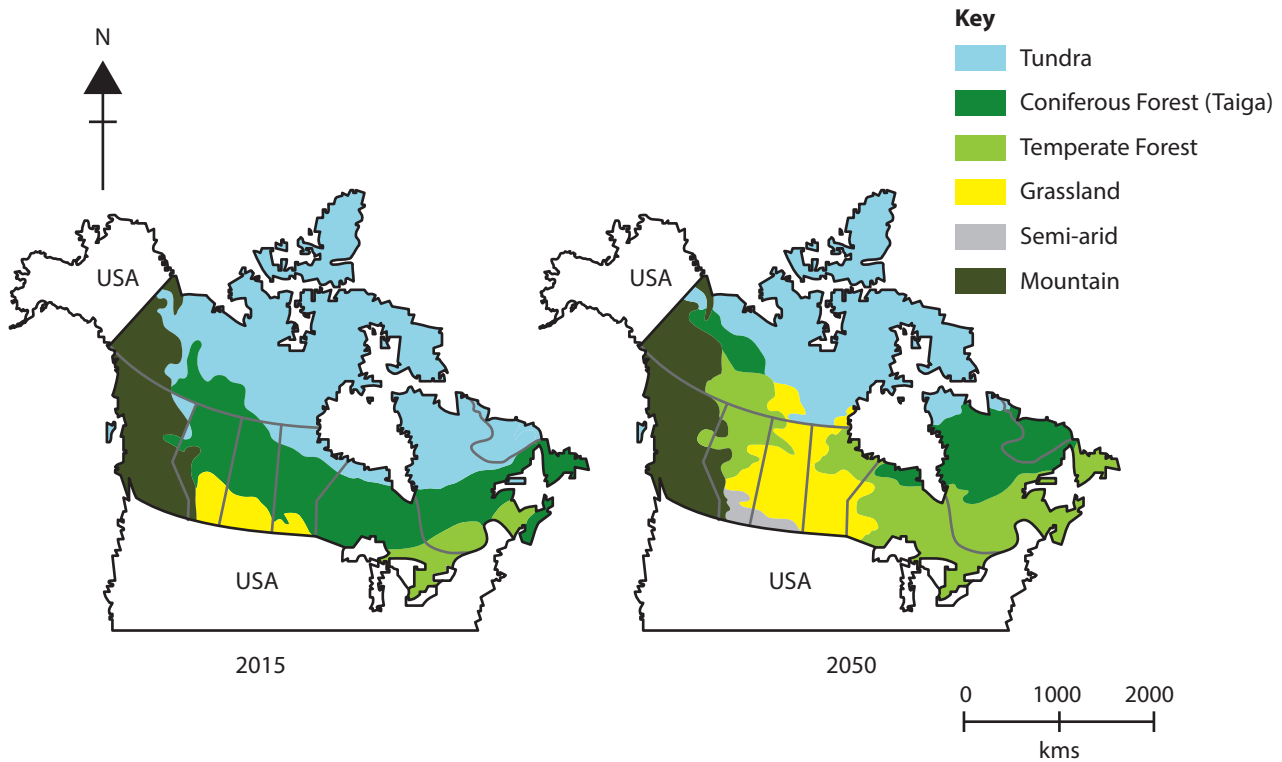 Key
N
Tundra
Coniferous Forest (Taiga)
Temperate Forest
Grassland
Semi-arid
Mountain
USA
USA
USA
USA
2015
2050
0 1000 2000
kms